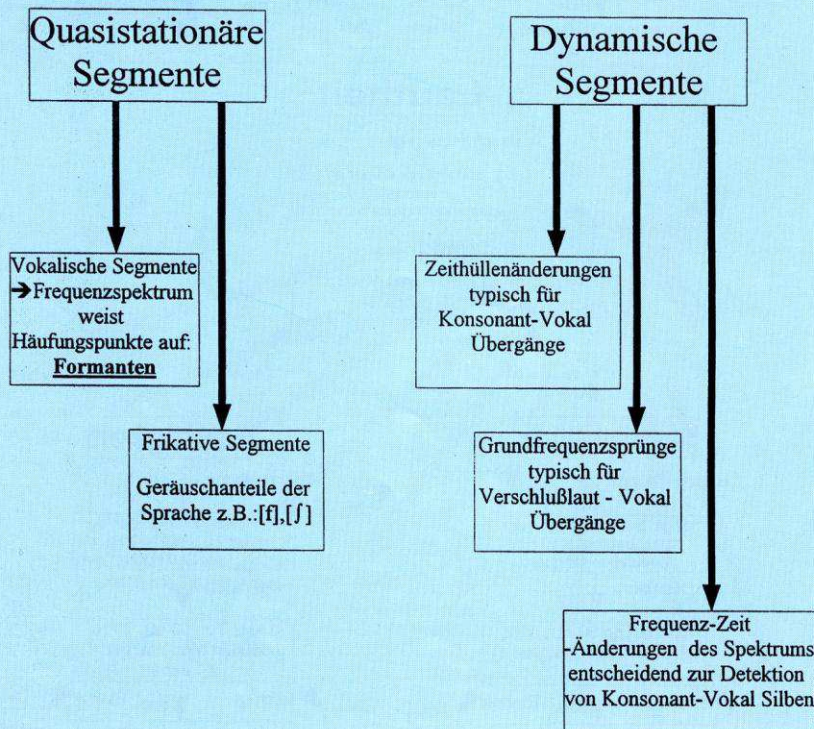 Quasistationäre
Segmente
Dynamische
Segmente
Vokalische Segmente
➔Frequenzspektrum
weist
Häufungspunkte auf:
Formanten
Zeithüllenänderungen
typisch für
Konsonant-Vokal
Übergänge
Frikative Segmente
Geräuschanteile der
Sprache z.B.:[f],[ʃ]
Grundfrequenzsprünge
typisch für
Verschlußlaut - Vokal
Übergänge
Frequenz-Zeit
-Änderungen des Spektrums
entscheidend zur Detektion
von Konsonant-Vokal Silben